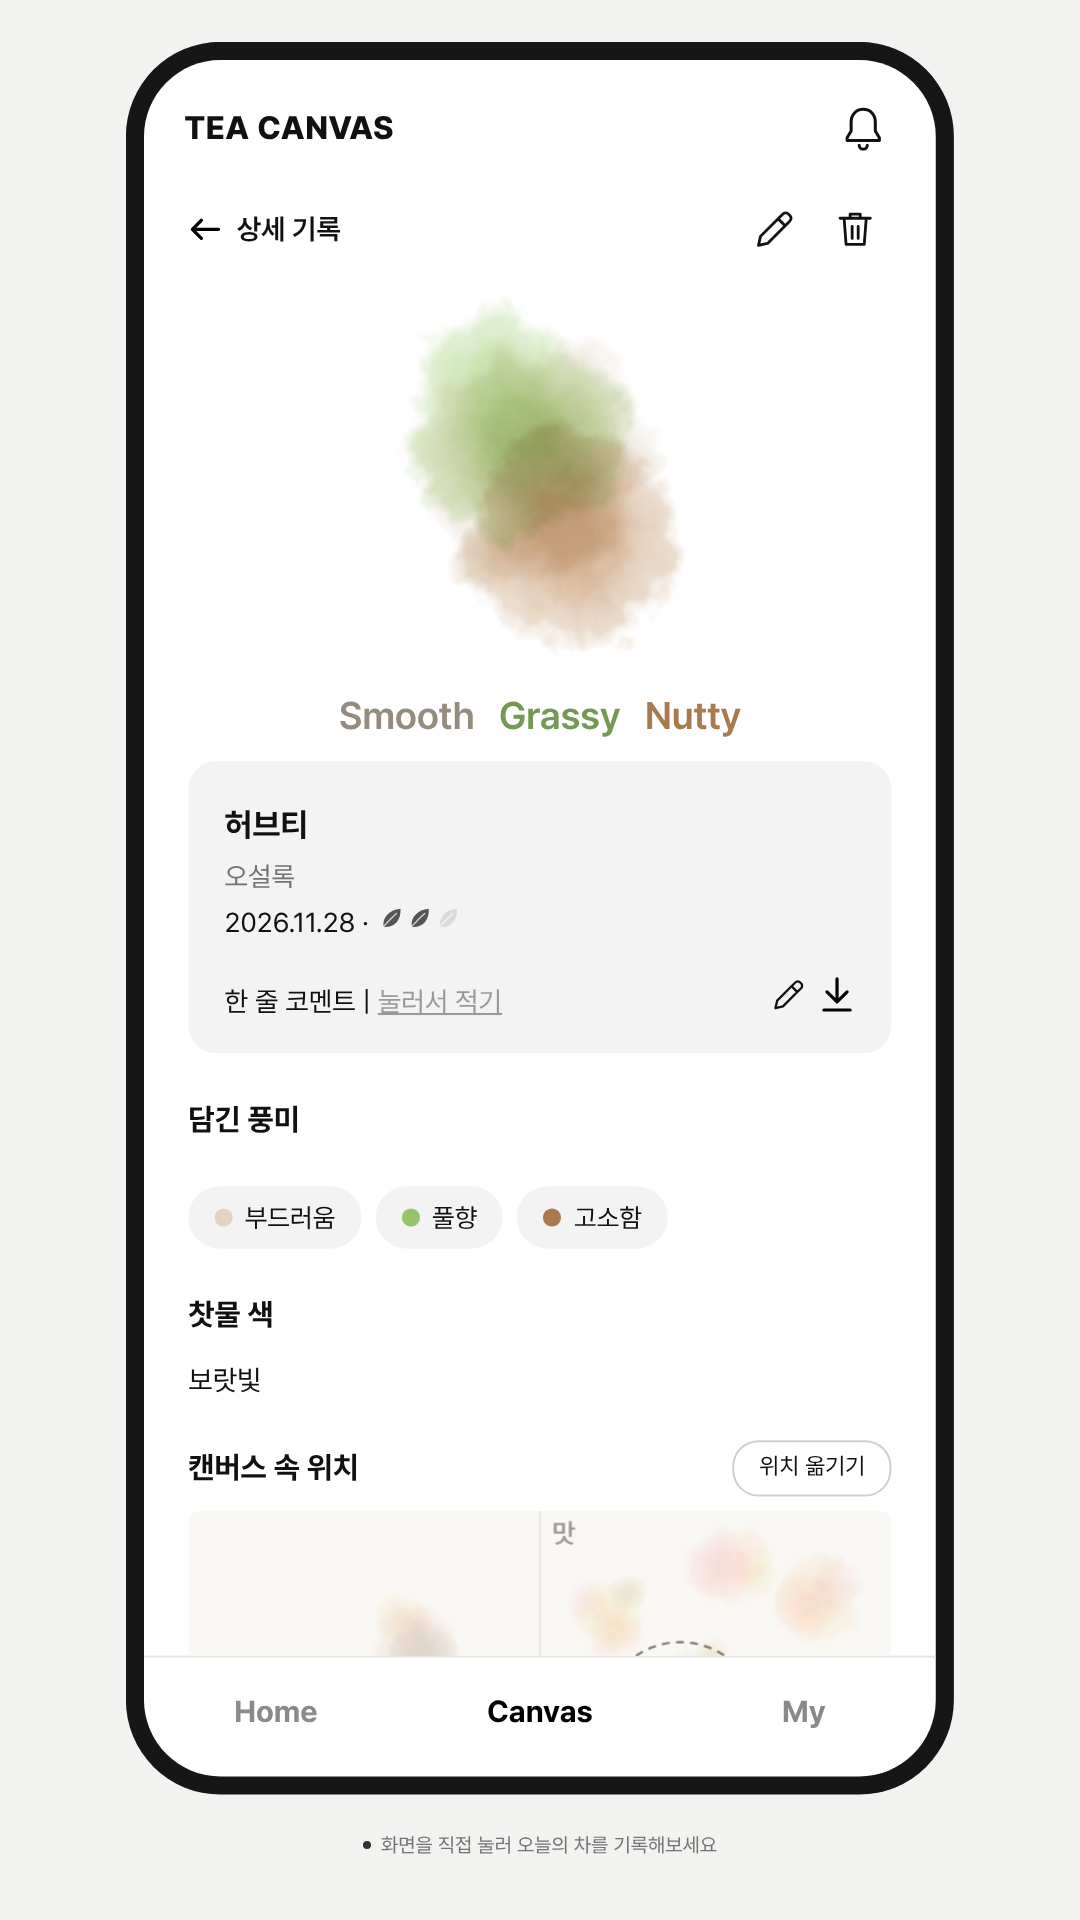 TEA CANVAS
상세 기록
Smooth Grassy Nutty
허브티
오설록
2026.11.28 ·
한 줄 코멘트 | 눌러서 적기
담긴 풍미
부드러움 풀향 고소함
찻물 색
보랏빛
캔버스 속 위치 위치 옮기기
맛
Home Canvas My
화면을 직접 눌러 오늘의 차를 기록해보세요